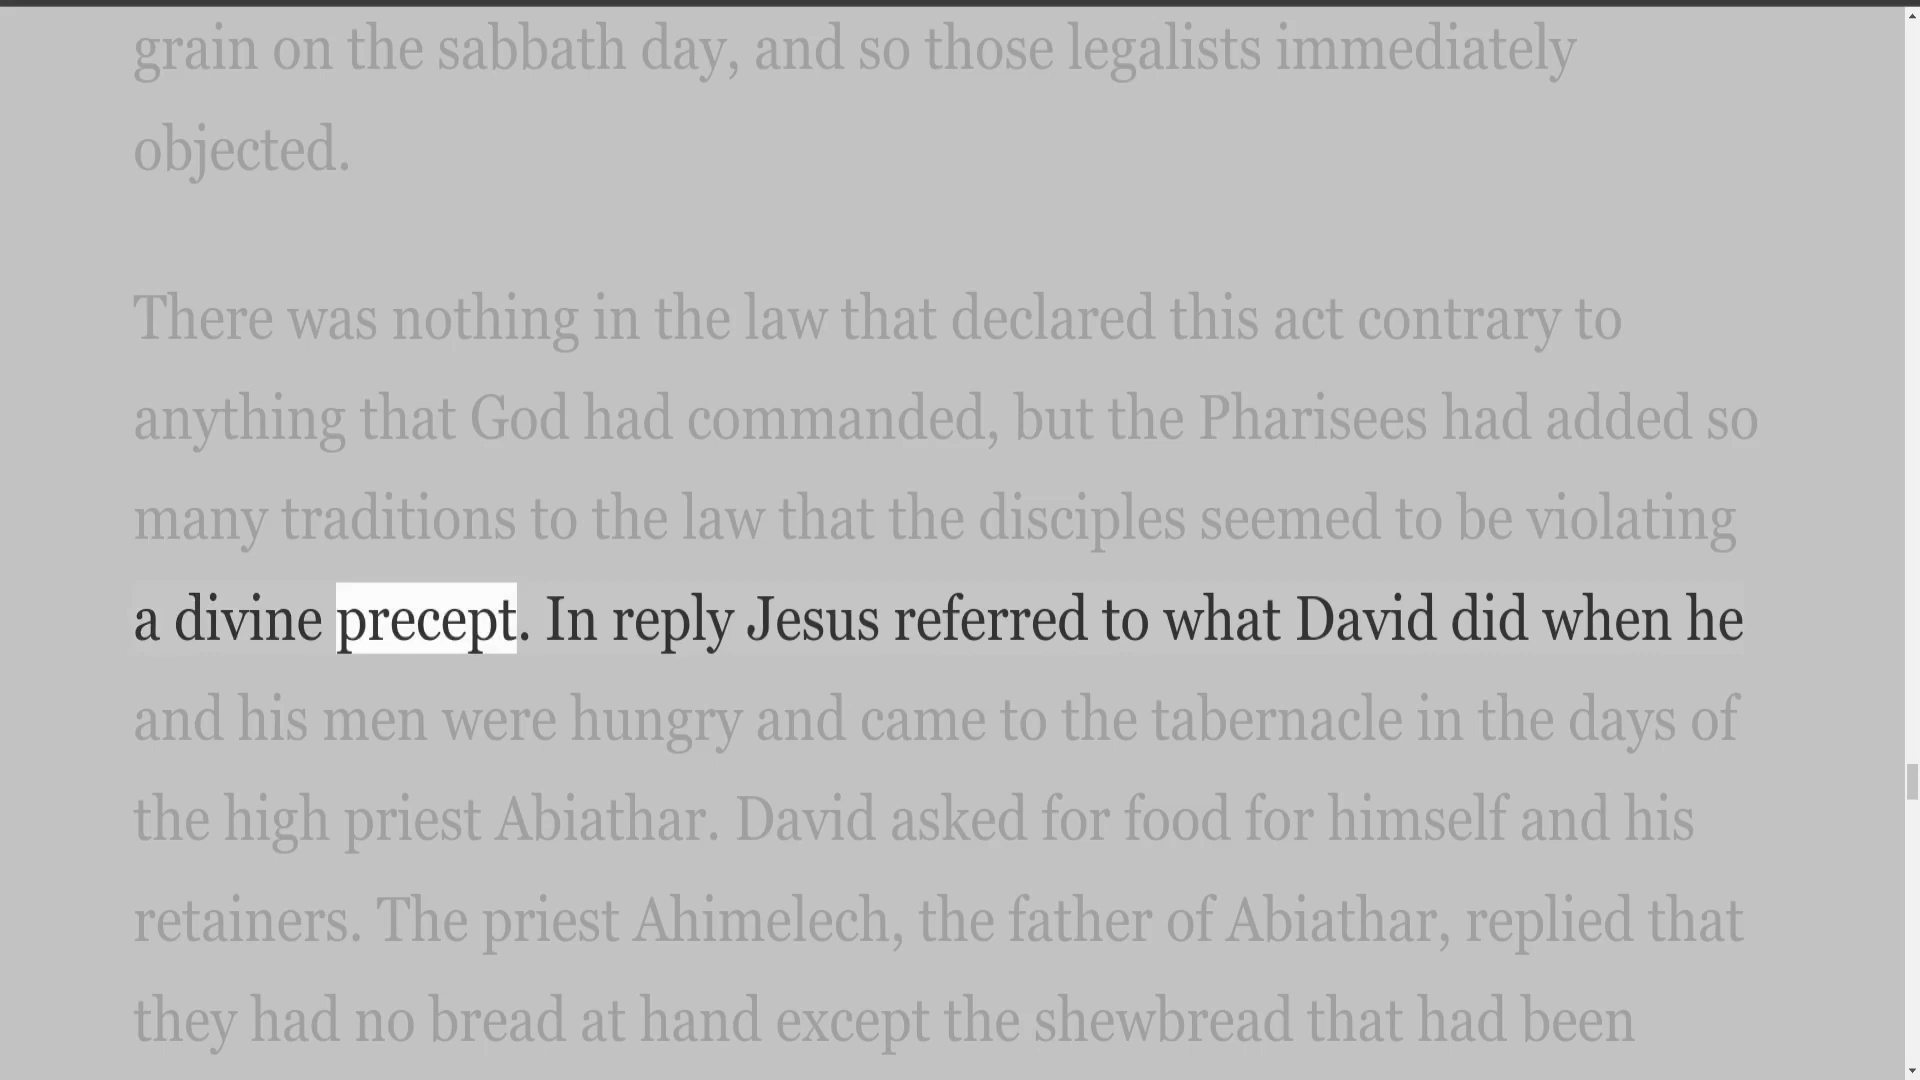 grain on the sabbath day, and so those legalists immediately
objected.
There was nothing in the law that declared this act contrary to
anything that God had commanded, but the Pharisees had added so
many traditions to the law that the disciples seemed to be violating
a divine precept. In reply Jesus referred to what David did when he
and his men were hungry and came to the tabernacle in the days of
the high priest Abiathar. David asked for food for himself and his
retainers. The priest Ahimelech, the father of Abiathar, replied that
they had no bread at hand except the shewbread that had been